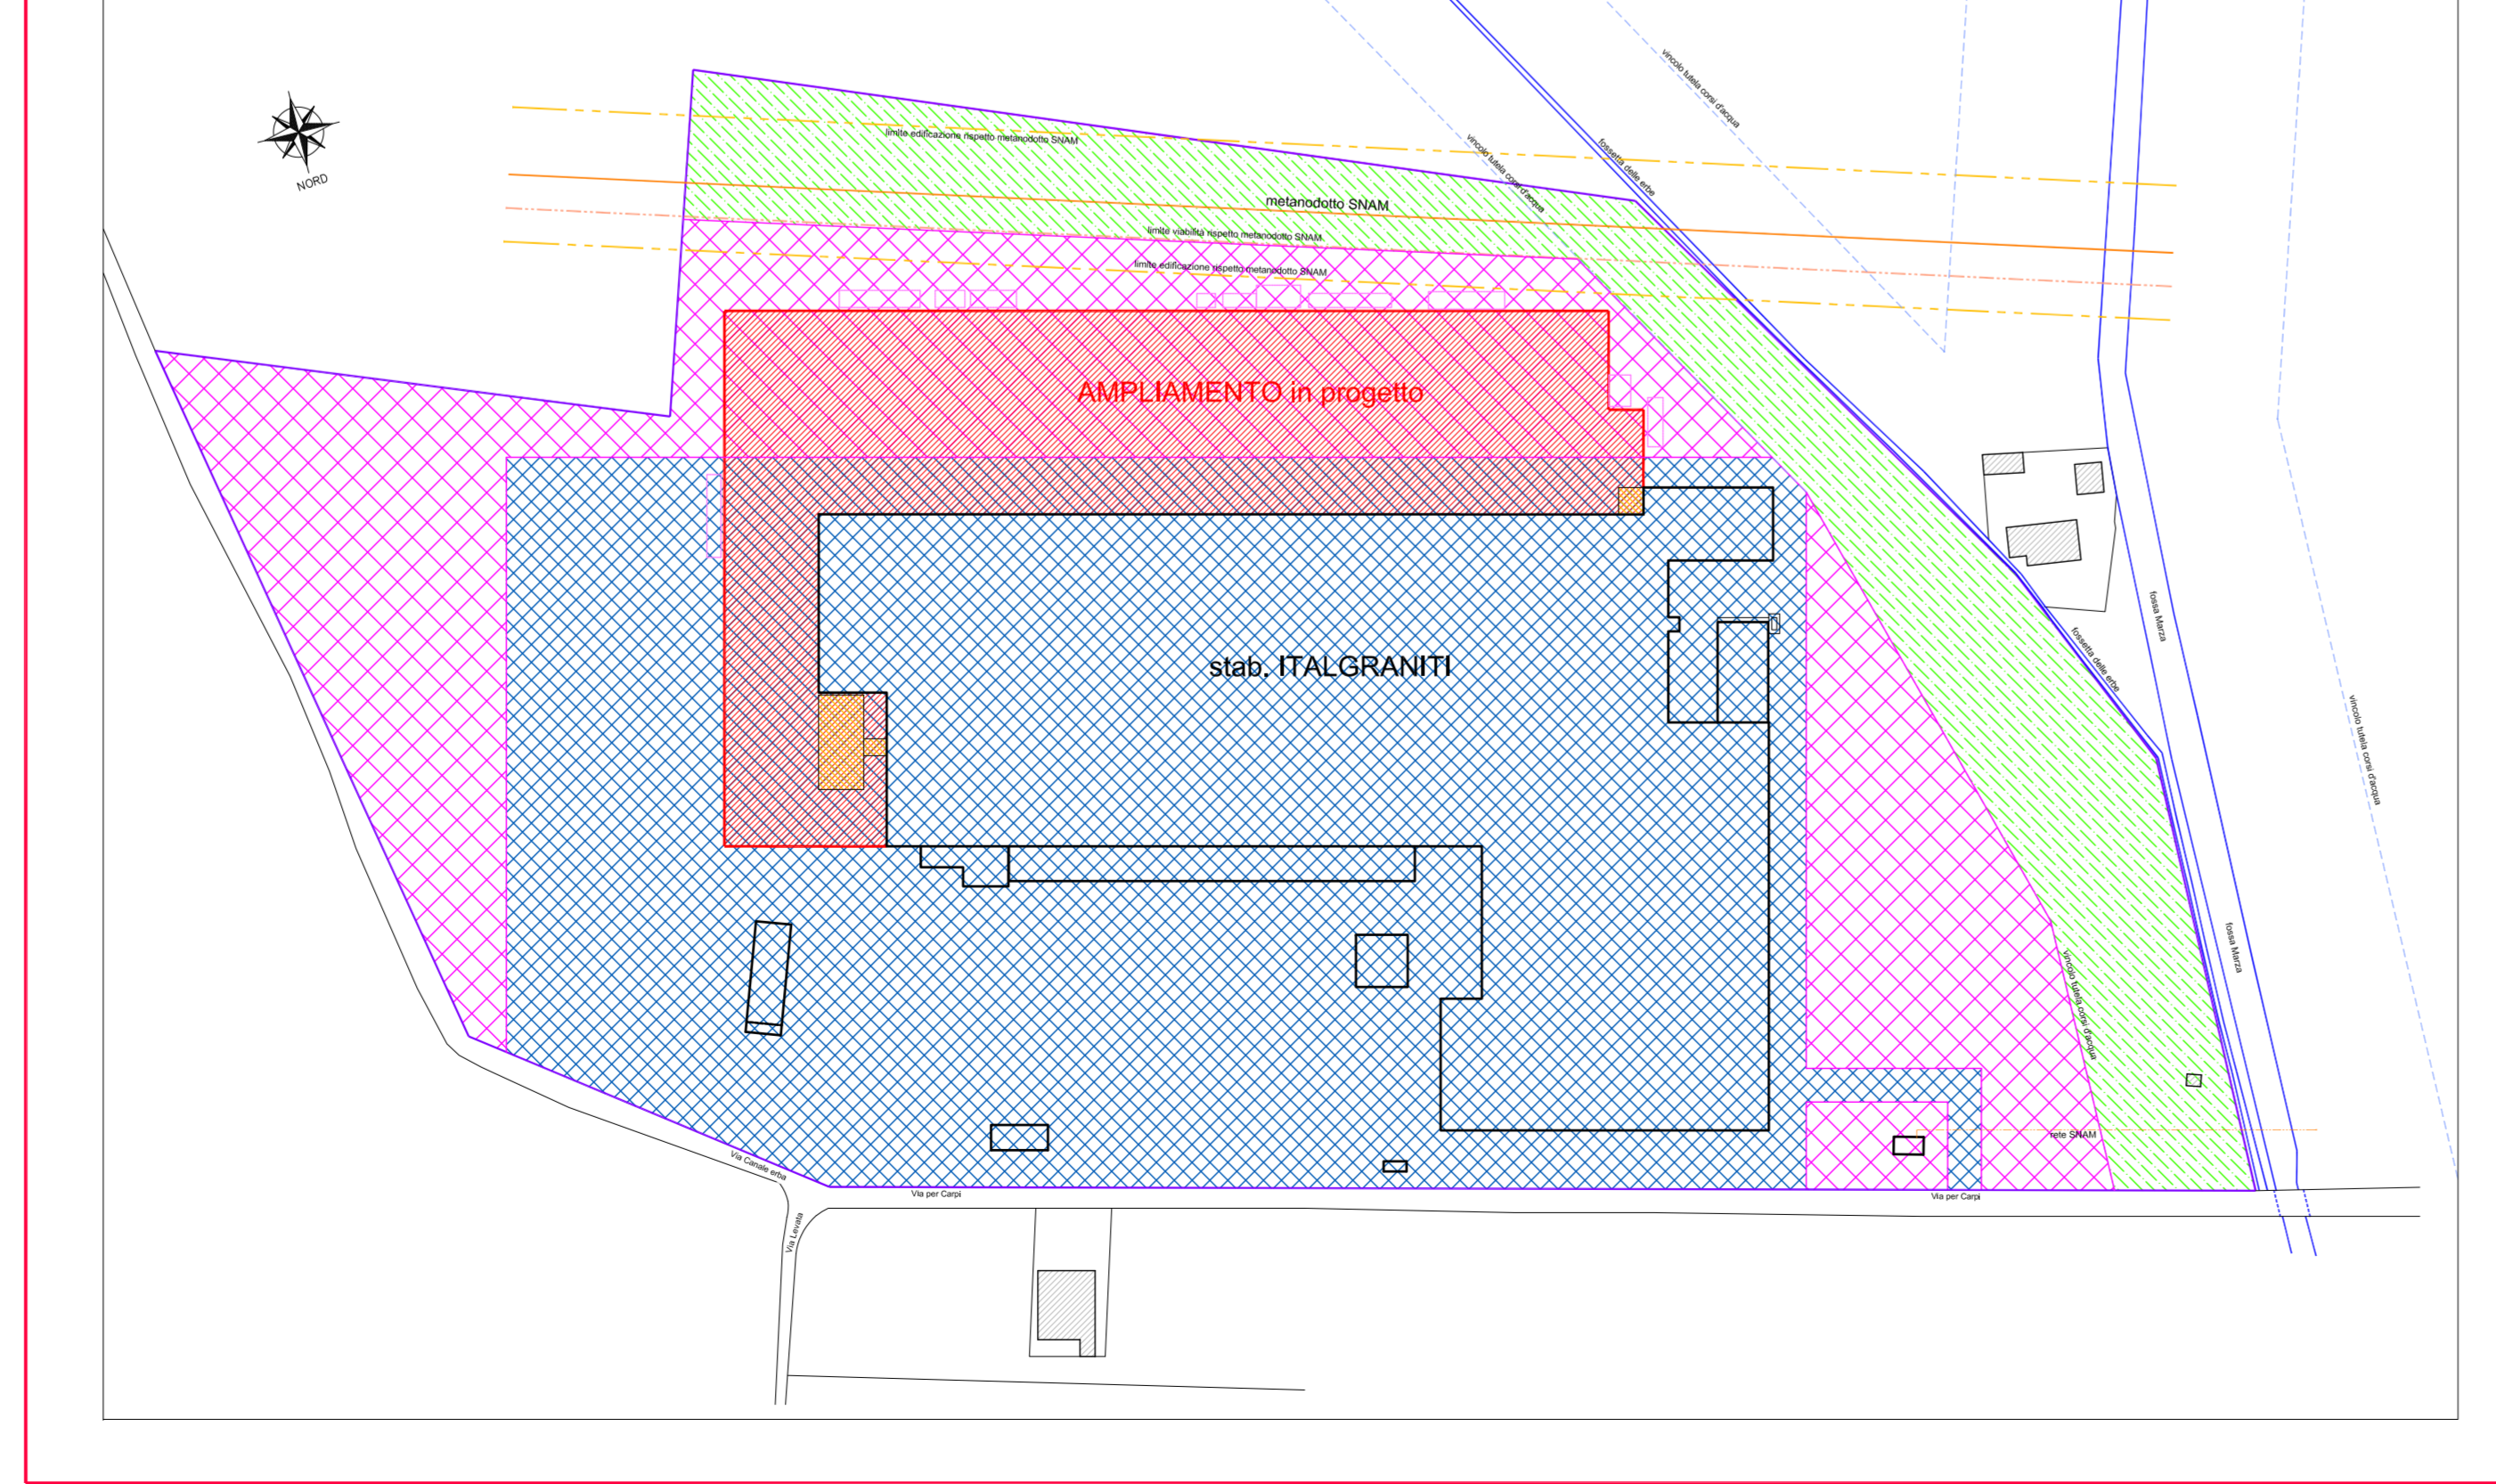 vincolo tutela corsi d'acqua
limite edificazione rispetto metanodotto SNAM
vincolo tutela corsi d'acqua
fossetta delle erbe
NORD
metanodotto SNAM
limite viabilità rispetto metanodotto SNAM
limite edificazione rispetto metanodotto SNAM
AMPLIAMENTO in progetto
fossa Marza
stab. ITALGRANITI
fossetta delle erbe
vincolo tutela corsi d'acqua
fossa Marza
vincolo tutela corsi d'acqua
rete SNAM
Via Canale erba
Via per Carpi
Via per Carpi
Via Levata